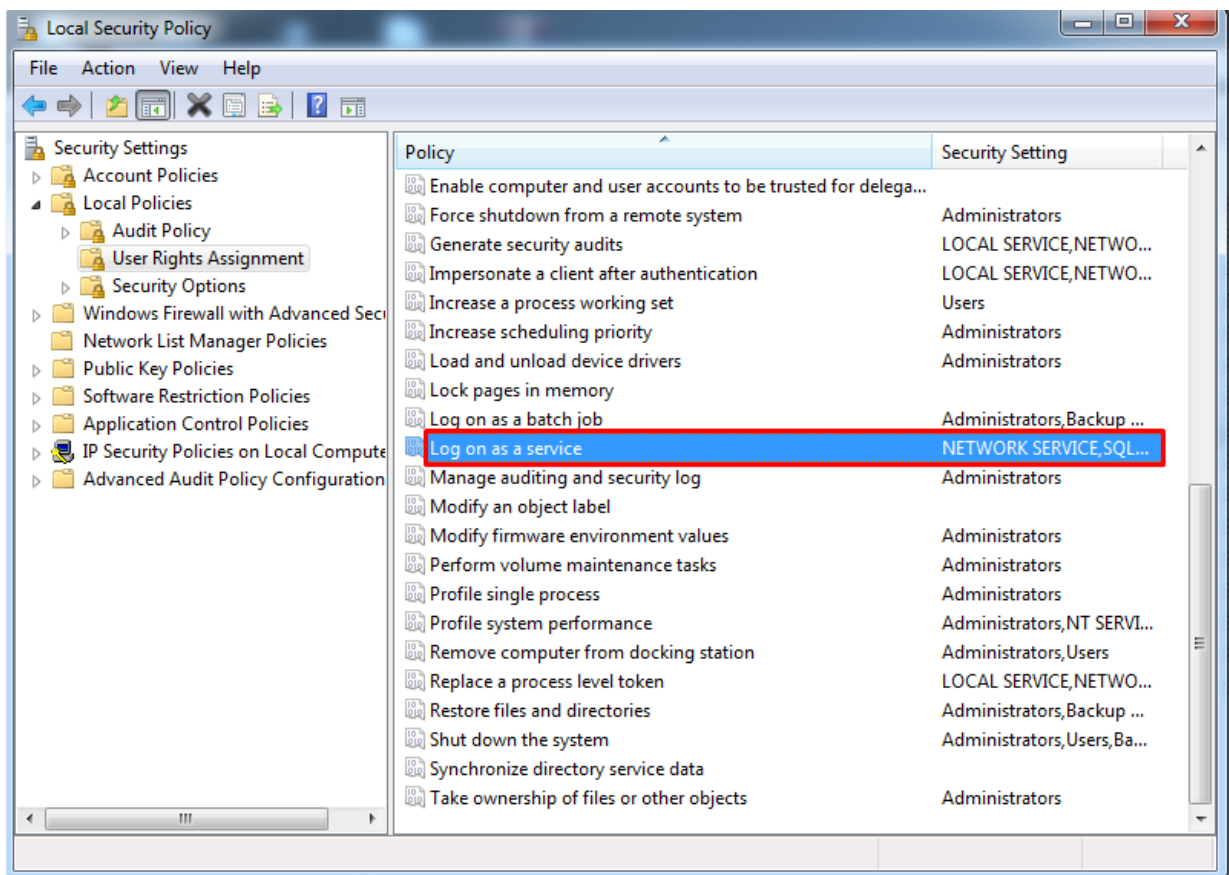 Local Security Policy
File Action View Help
Security Settings
Account Policies
Local Policies
Audit Policy
User Rights Assignment
Security Options
Windows Firewall with Advanced Secu
Network List Manager Policies
Public Key Policies
Software Restriction Policies
Application Control Policies
IP Security Policies on Local Compute
Advanced Audit Policy Configuration
Policy Security Setting
Enable computer and user accounts to be trusted for delega...
Force shutdown from a remote system Administrators
Generate security audits LOCAL SERVICE,NETWO...
Impersonate a client after authentication LOCAL SERVICE,NETWO...
Increase a process working set Users
Increase scheduling priority Administrators
Load and unload device drivers Administrators
Lock pages in memory
Log on as a batch job Administrators,Backup ...
Log on as a service NETWORK SERVICE,SQL...
Manage auditing and security log Administrators
Modify an object label
Modify firmware environment values Administrators
Perform volume maintenance tasks Administrators
Profile single process Administrators
Profile system performance Administrators,NT SERVI...
Remove computer from docking station Administrators,Users
Replace a process level token LOCAL SERVICE,NETWO...
Restore files and directories Administrators,Backup ...
Shut down the system Administrators,Users,Ba...
Synchronize directory service data
Take ownership of files or other objects Administrators